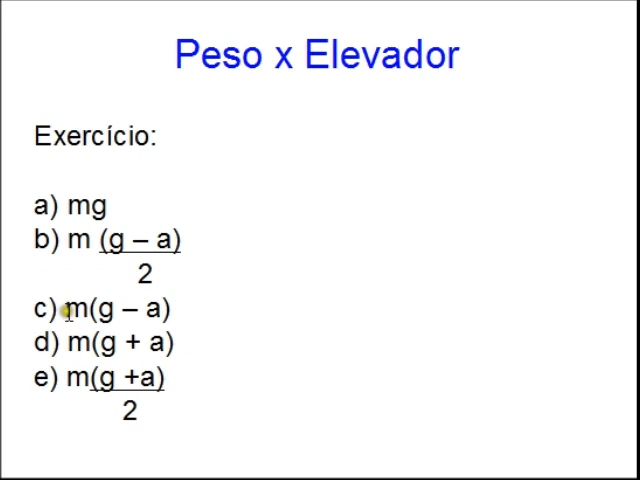 Peso x Elevador
Exercício:
a) mg
b) m (g – a)
2
c) m(g – a)
d) m(g + a)
e) m(g +a)
2